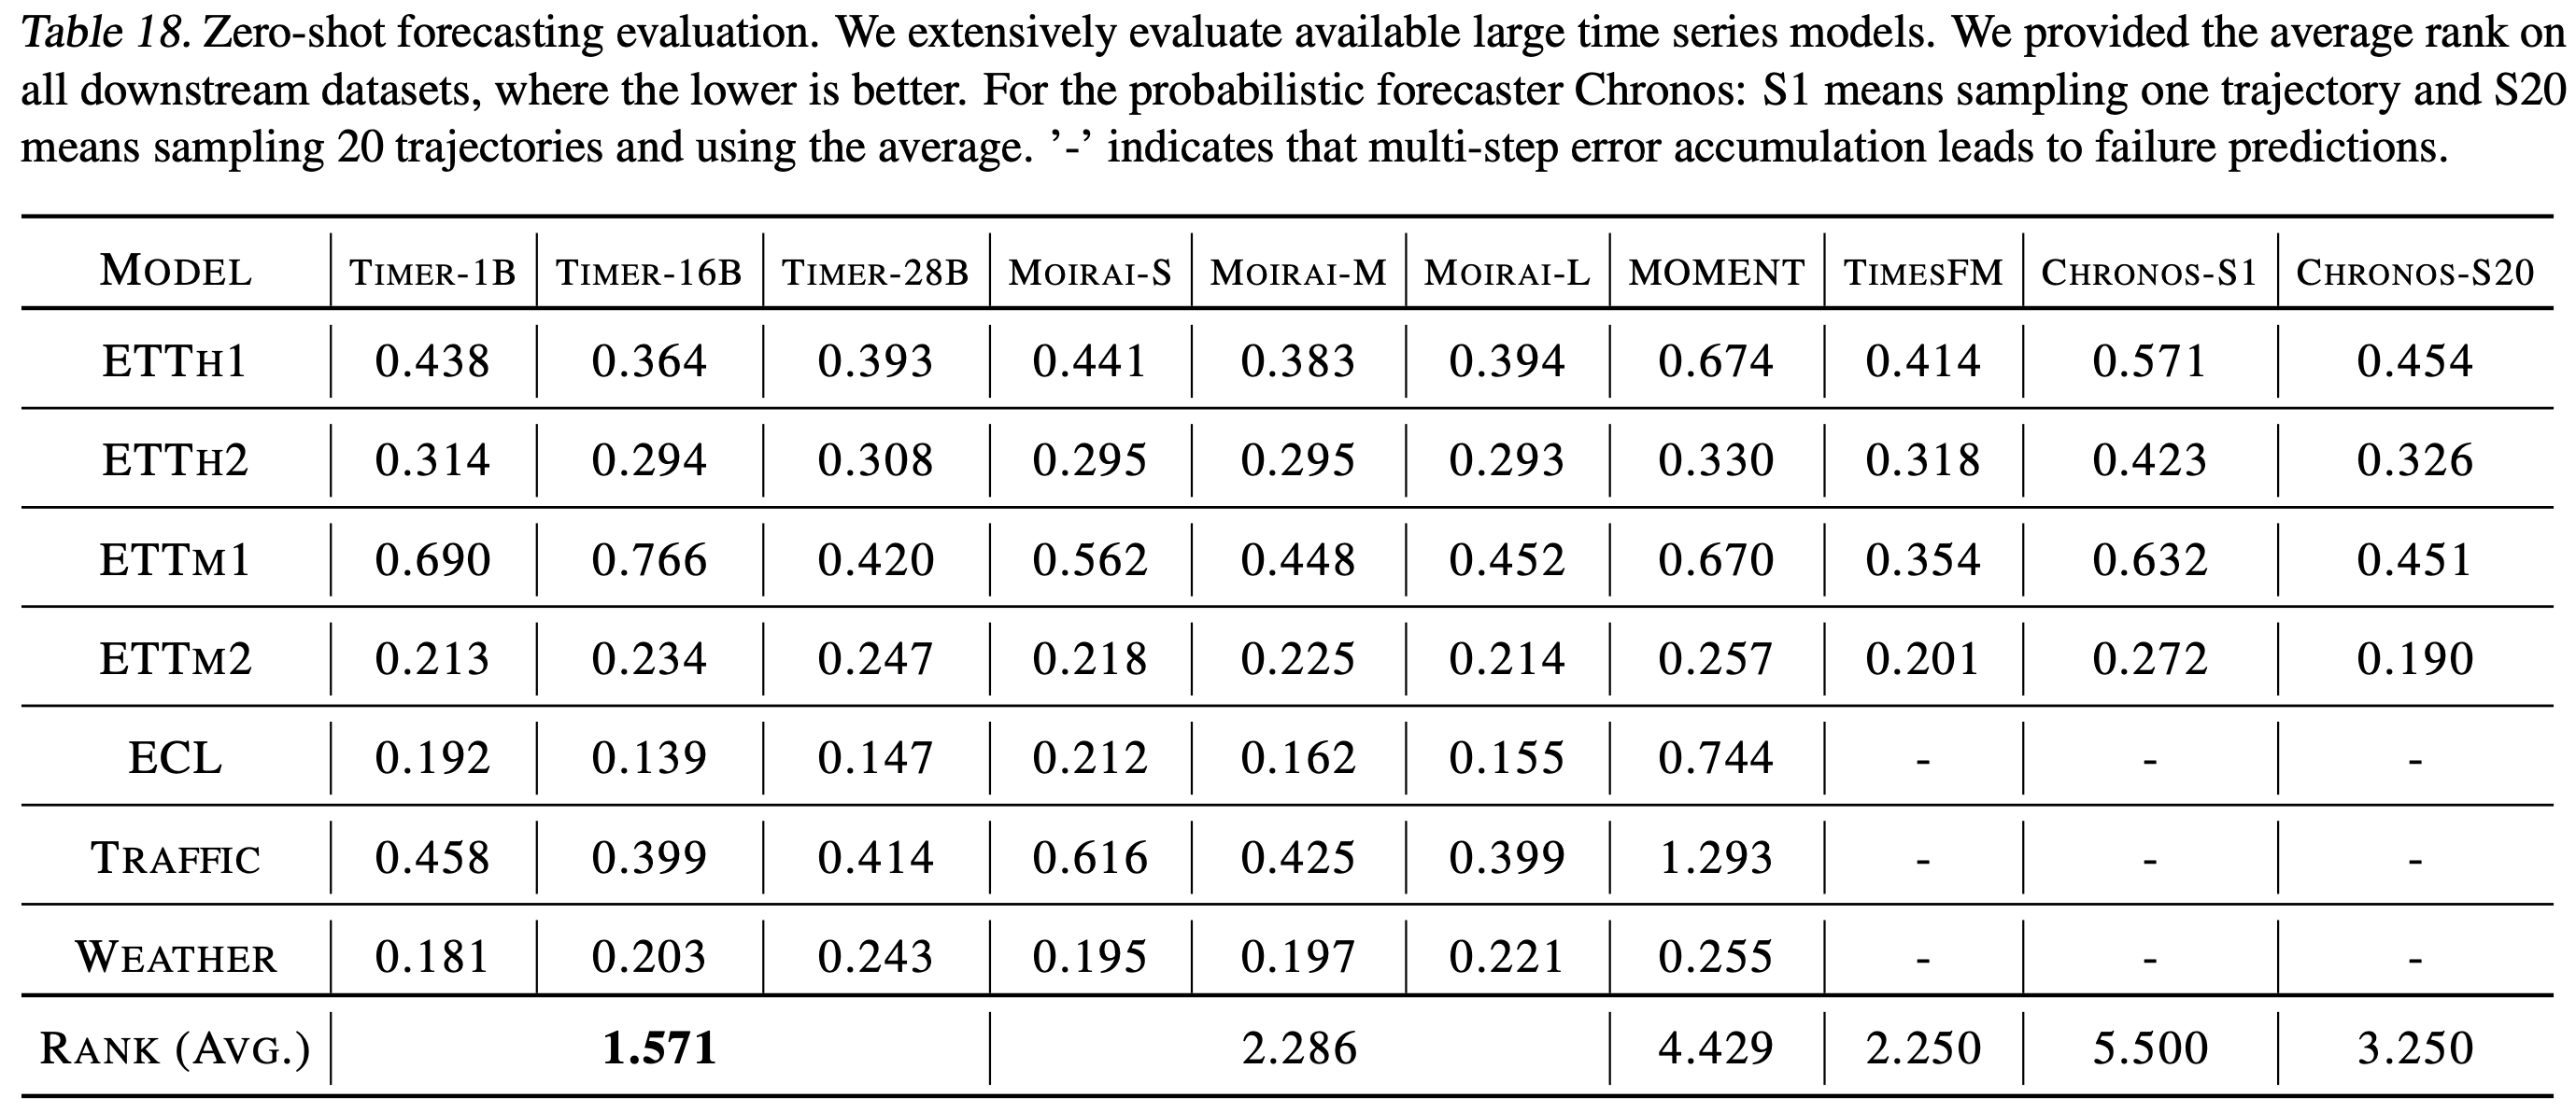 Table 18. Zero-shot forecasting evaluation. We extensively evaluate available large time series models. We provided the average rank on
all downstream datasets, where the lower is better. For the probabilistic forecaster Chronos: S1 means sampling one trajectory and S20
means sampling 20 trajectories and using the average. ’-’ indicates that multi-step error accumulation leads to failure predictions.
MODEL TIMER-1B TIMER-16B TIMER-28B MOIRAI-S MOIRAI-M MOIRAI-L MOMENT TIMESFM CHRONOS-S1 CHRONOS-S20
ETTH1 0.438 0.364 0.393 0.441 0.383 0.394 0.674 0.414 0.571 0.454
ETTH2 0.314 0.294 0.308 0.295 0.295 0.293 0.330 0.318 0.423 0.326
ETTM1 0.690 0.766 0.420 0.562 0.448 0.452 0.670 0.354 0.632 0.451
ETTM2 0.213 0.234 0.247 0.218 0.225 0.214 0.257 0.201 0.272 0.190
ECL 0.192 0.139 0.147 0.212 0.162 0.155 0.744 - - -
TRAFFIC 0.458 0.399 0.414 0.616 0.425 0.399 1.293 - - -
WEATHER 0.181 0.203 0.243 0.195 0.197 0.221 0.255 - - -
RANK (AVG.) 1.571 2.286 4.429 2.250 5.500 3.250